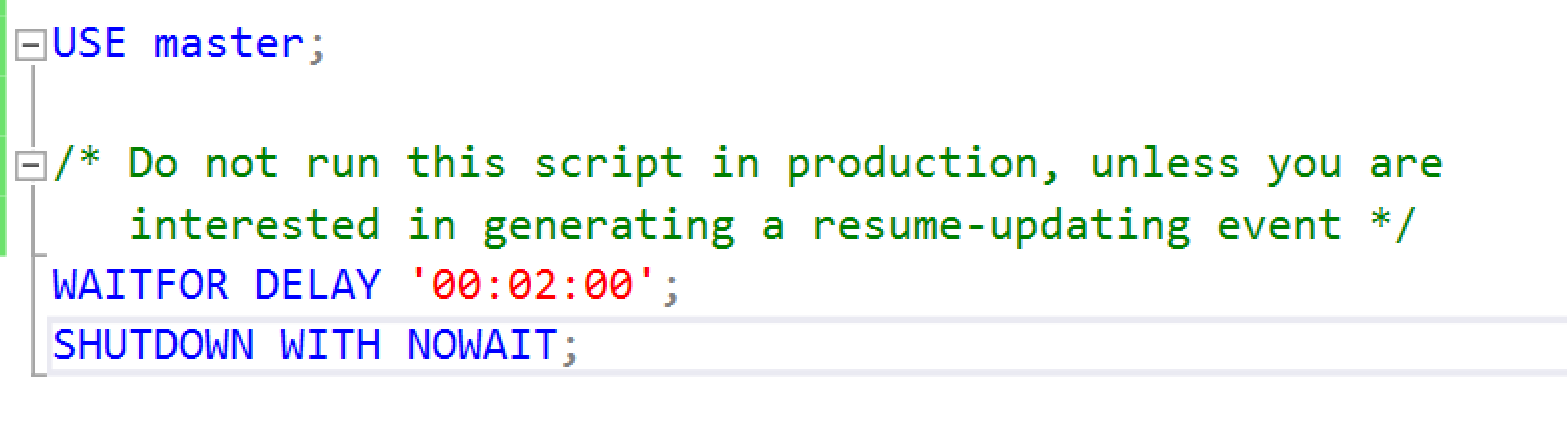 USE master;
/* Do not run this script in production, unless you are
interested in generating a resume-updating event */
WAITFOR DELAY '00:02:00';
SHUTDOWN WITH NOWAIT;